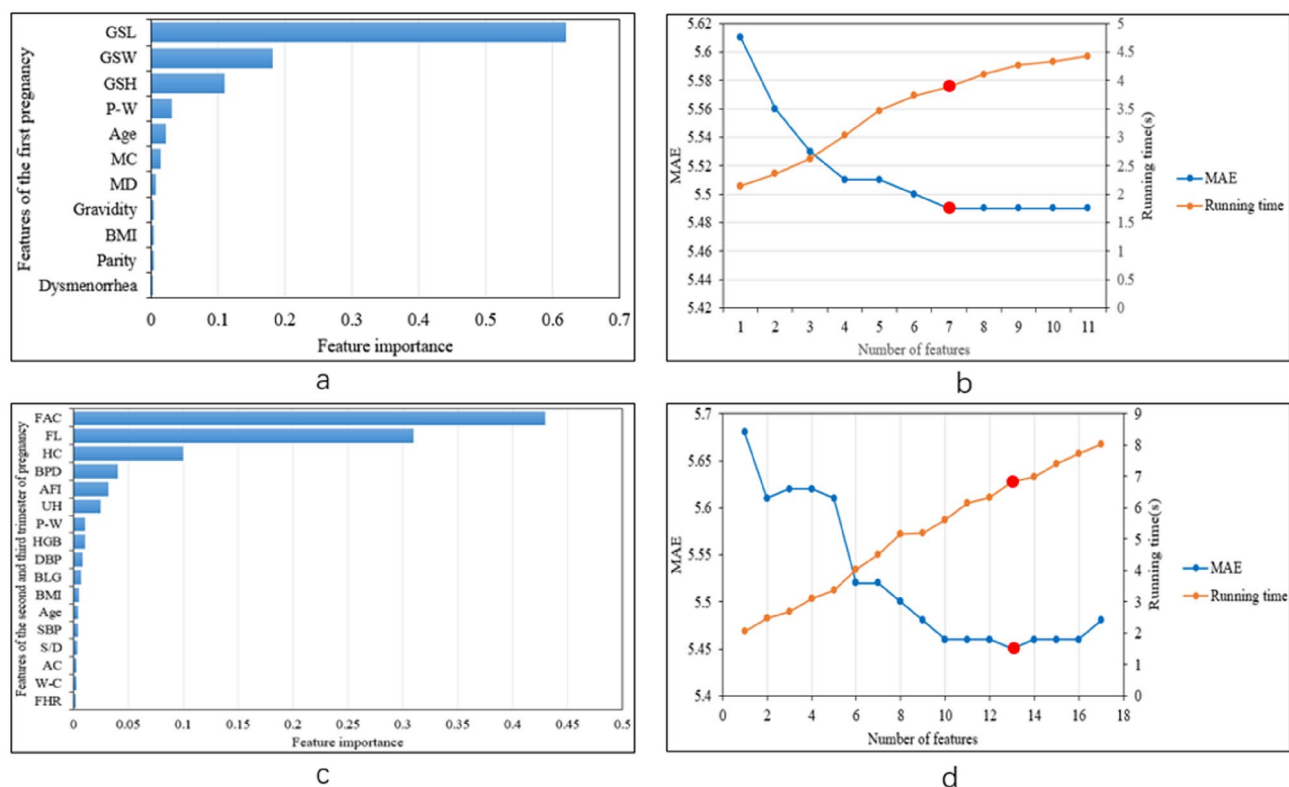 Features of the first pregnancy
GSL
GSW
GSH
P-W
Age
MC
MD
Gravidity
BMI
Parity
Dysmenorrhea
0 0.1 0.2 0.3 0.4 0.5 0.6 0.7
Feature importance
a
MAE
5.62
5.6
5.58
5.56
5.54
5.52
5.5
5.48
5.46
5.44
5.42
5
4.5
4
3.5
3
2.5
2
1.5
1
0.5
0
Running time(s)
MAE
Running time
1 2 3 4 5 6 7 8 9 10 11
Number of features
b
Features of the second and third trimester of pregnancy
FAC
FL
HC
BPD
AFI
UH
P-W
HGB
DBP
BLG
BMI
Age
SBP
S/D
AC
W-C
FHR
0 0.05 0.1 0.15 0.2 0.25 0.3 0.35 0.4 0.45 0.5
Feature importance
c
MAE
5.7
5.65
5.6
5.55
5.5
5.45
5.4
9
8
7
6
5
4
3
2
1
0
Running time(s)
MAE
Running time
0 2 4 6 8 10 12 14 16 18
Number of features
d